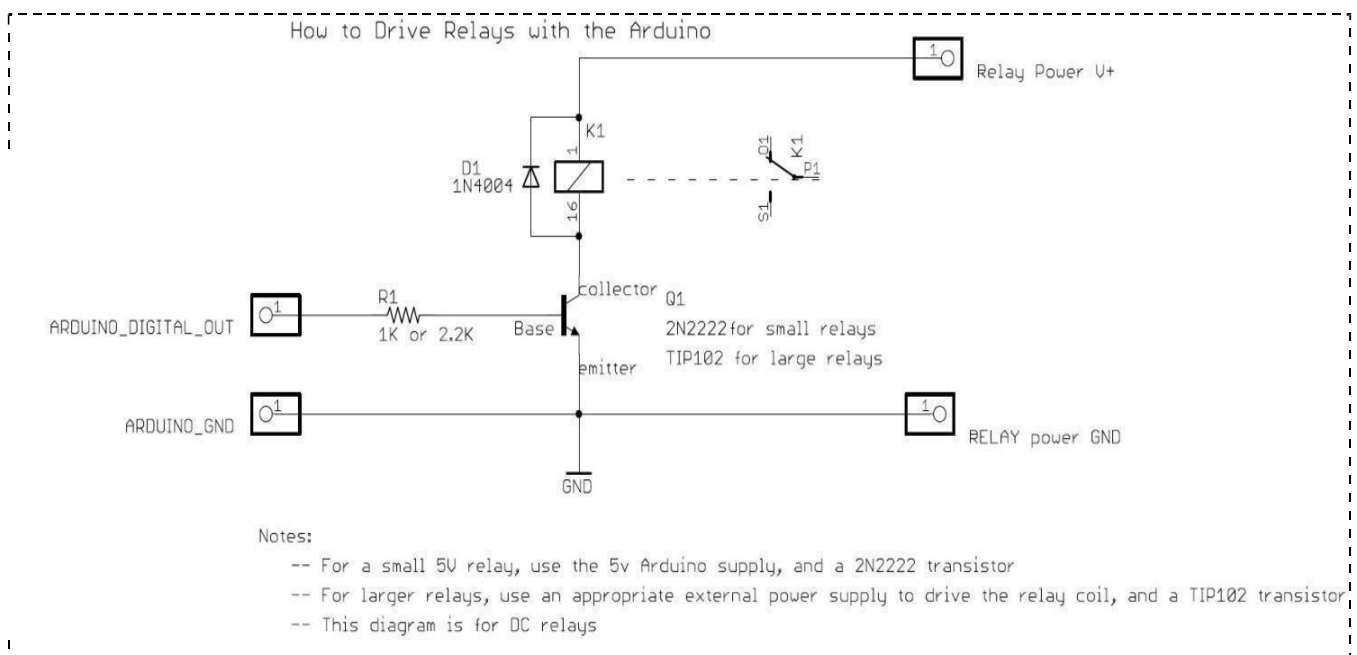 How to Drive Relays with the Arduino
1
Relay Power V+
K1
1
D1
1N4004
16
O1
K1
P1
S1
collector
Q1
R1
1
ARDUINO_DIGITAL_OUT
1K or 2.2K
Base
2N2222for small relays
TIP102 for large relays
emitter
1
ARDUINO_GND
1
RELAY power GND
GND
Notes:
-- For a small 5V relay, use the 5v Arduino supply, and a 2N2222 transistor
-- For larger relays, use an appropriate external power supply to drive the relay coil, and a TIP102 transistor
-- This diagram is for DC relays